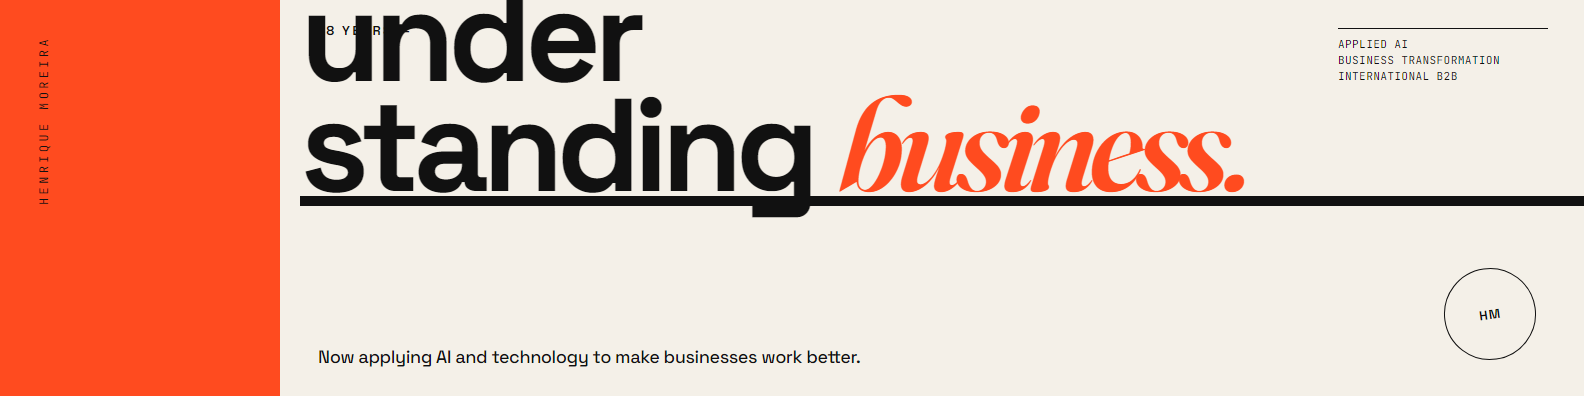 HENRIQUE MOREIRA
under
standing business.
APPLIED AI
BUSINESS TRANSFORMATION
INTERNATIONAL B2B
HM
Now applying AI and technology to make businesses work better.